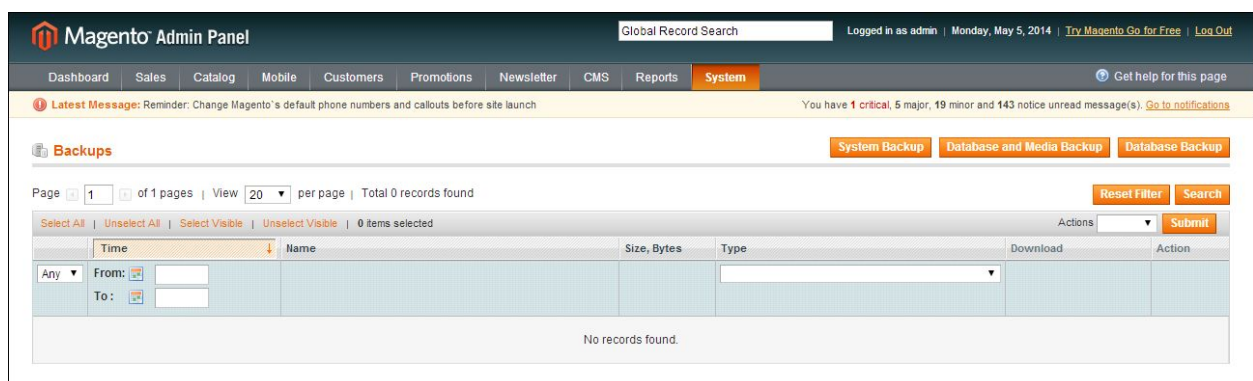 Magento Admin Panel
Global Record Search
Logged in as admin | Monday, May 5, 2014 | Try Magento Go for Free | Log Out
Dashboard Sales Catalog Mobile Customers Promotions Newsletter CMS Reports System Get help for this page
Latest Message: Reminder: Change Magento`s default phone numbers and callouts before site launch You have 1 critical, 5 major, 19 minor and 143 notice unread message(s). Go to notifications
Backups System Backup Database and Media Backup Database Backup
Page 1 of 1 pages | View 20 per page | Total 0 records found Reset Filter Search
Select All | Unselect All | Select Visible | Unselect Visible | 0 items selected Actions Submit
Time Name Size, Bytes Type Download Action
Any From:
To :
No records found.